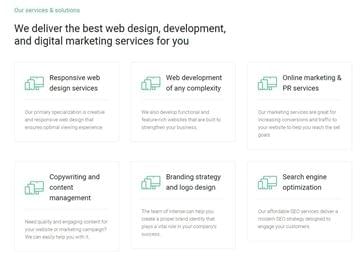 Our services & solutions
We deliver the best web design, development,
and digital marketing services for you
Responsive web
design services
Our primary specialization is creative
and responsive web design that
ensures optimal viewing experience
Web development
of any complexity
We also develop functional and
feature-rich websites that are built to
strengthen your business.
Online marketing &
PR services
Our marketing services are great for
increasing conversions and traffic to
your website to help you reach the set
goals
Copywriting and
content
management
Need quality and engaging content for
your website or marketing campaign?
We can easily help you with it.
Branding strategy
and logo design
The team of intense can help you
create a proper brand identity that
plays a vital role in your company's
success.
Search engine
optimization
Our affordable SEO services deliver a
modern SEO strategy designed to
engage your customers.